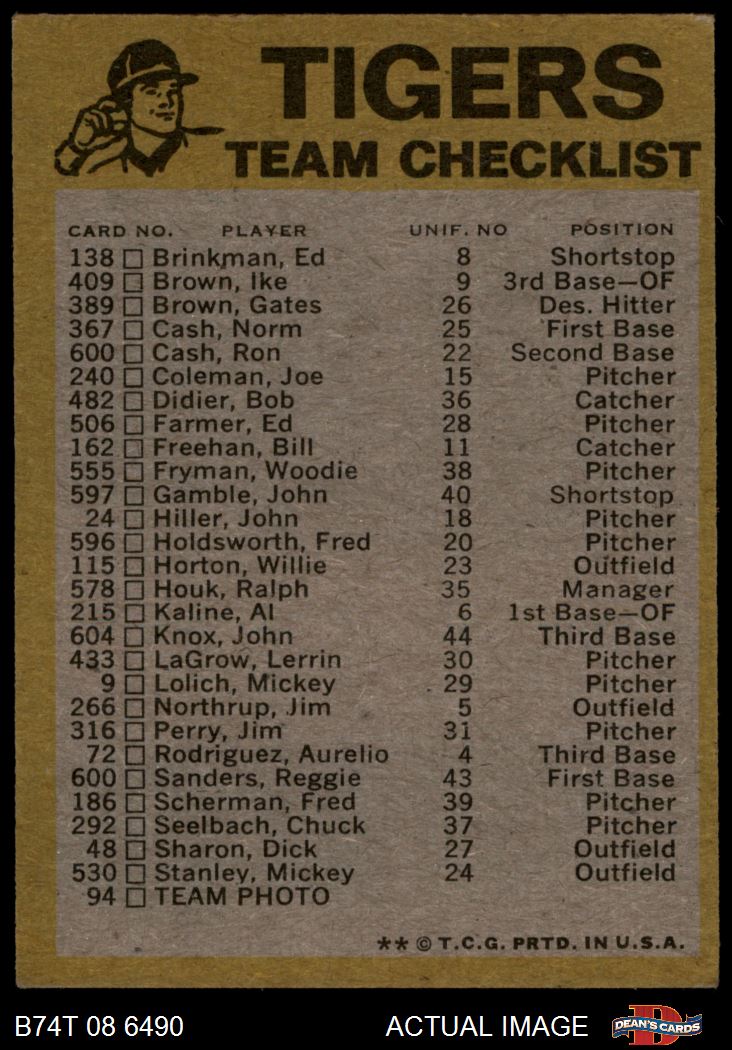 TIGERS
TEAM CHECKLIST
CARD NO. PLAYER UNIF. NO POSITION
138 □ Brinkman, Ed 8 Shortstop
409 □ Brown, Ike 9 3rd Base—OF
389 □ Brown, Gates 26 Des. Hitter
367 □ Cash, Norm 25 First Base
600 □ Cash, Ron 22 Second Base
240 □ Coleman, Joe 15 Pitcher
482 □ Didier, Bob 36 Catcher
506 □ Farmer, Ed 28 Pitcher
162 □ Freehan, Bill 11 Catcher
555 □ Fryman, Woodie 38 Pitcher
597 □ Gamble, John 40 Shortstop
24 □ Hiller, John 18 Pitcher
596 □ Holdsworth, Fred 20 Pitcher
115 □ Horton, Willie 23 Outfield
578 □ Houk, Ralph 35 Manager
215 □ Kaline, Al 6 1st Base—OF
604 □ Knox, John 44 Third Base
433 □ LaGrow, Lerrin 30 Pitcher
9 □ Lolich, Mickey 29 Pitcher
266 □ Northrup, Jim 5 Outfield
316 □ Perry, Jim 31 Pitcher
72 □ Rodriguez, Aurelio 4 Third Base
600 □ Sanders, Reggie 43 First Base
186 □ Scherman, Fred 39 Pitcher
292 □ Seelbach, Chuck 37 Pitcher
48 □ Sharon, Dick 27 Outfield
530 □ Stanley, Mickey 24 Outfield
94 □ TEAM PHOTO
** © T.C.G. PRTD. IN U.S.A.
B74T 08 6490 ACTUAL IMAGE D DEAN'S CARDS